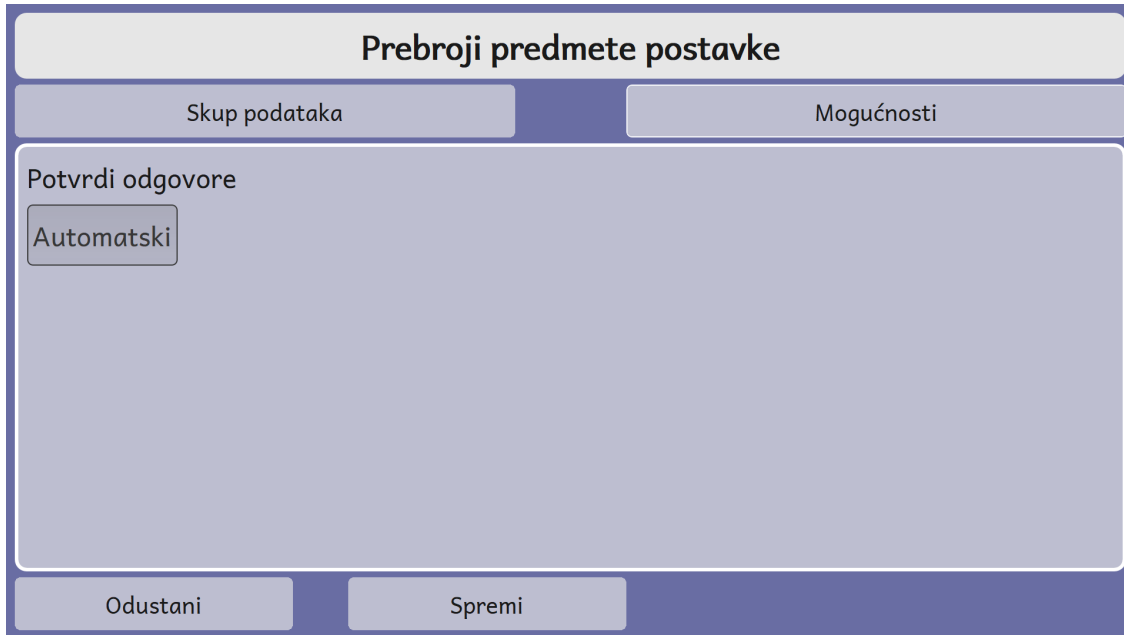 Prebroji predmete postavke
Skup podataka
Mogućnosti
Potvrdi odgovore
Automatski
Odustani
Spremi